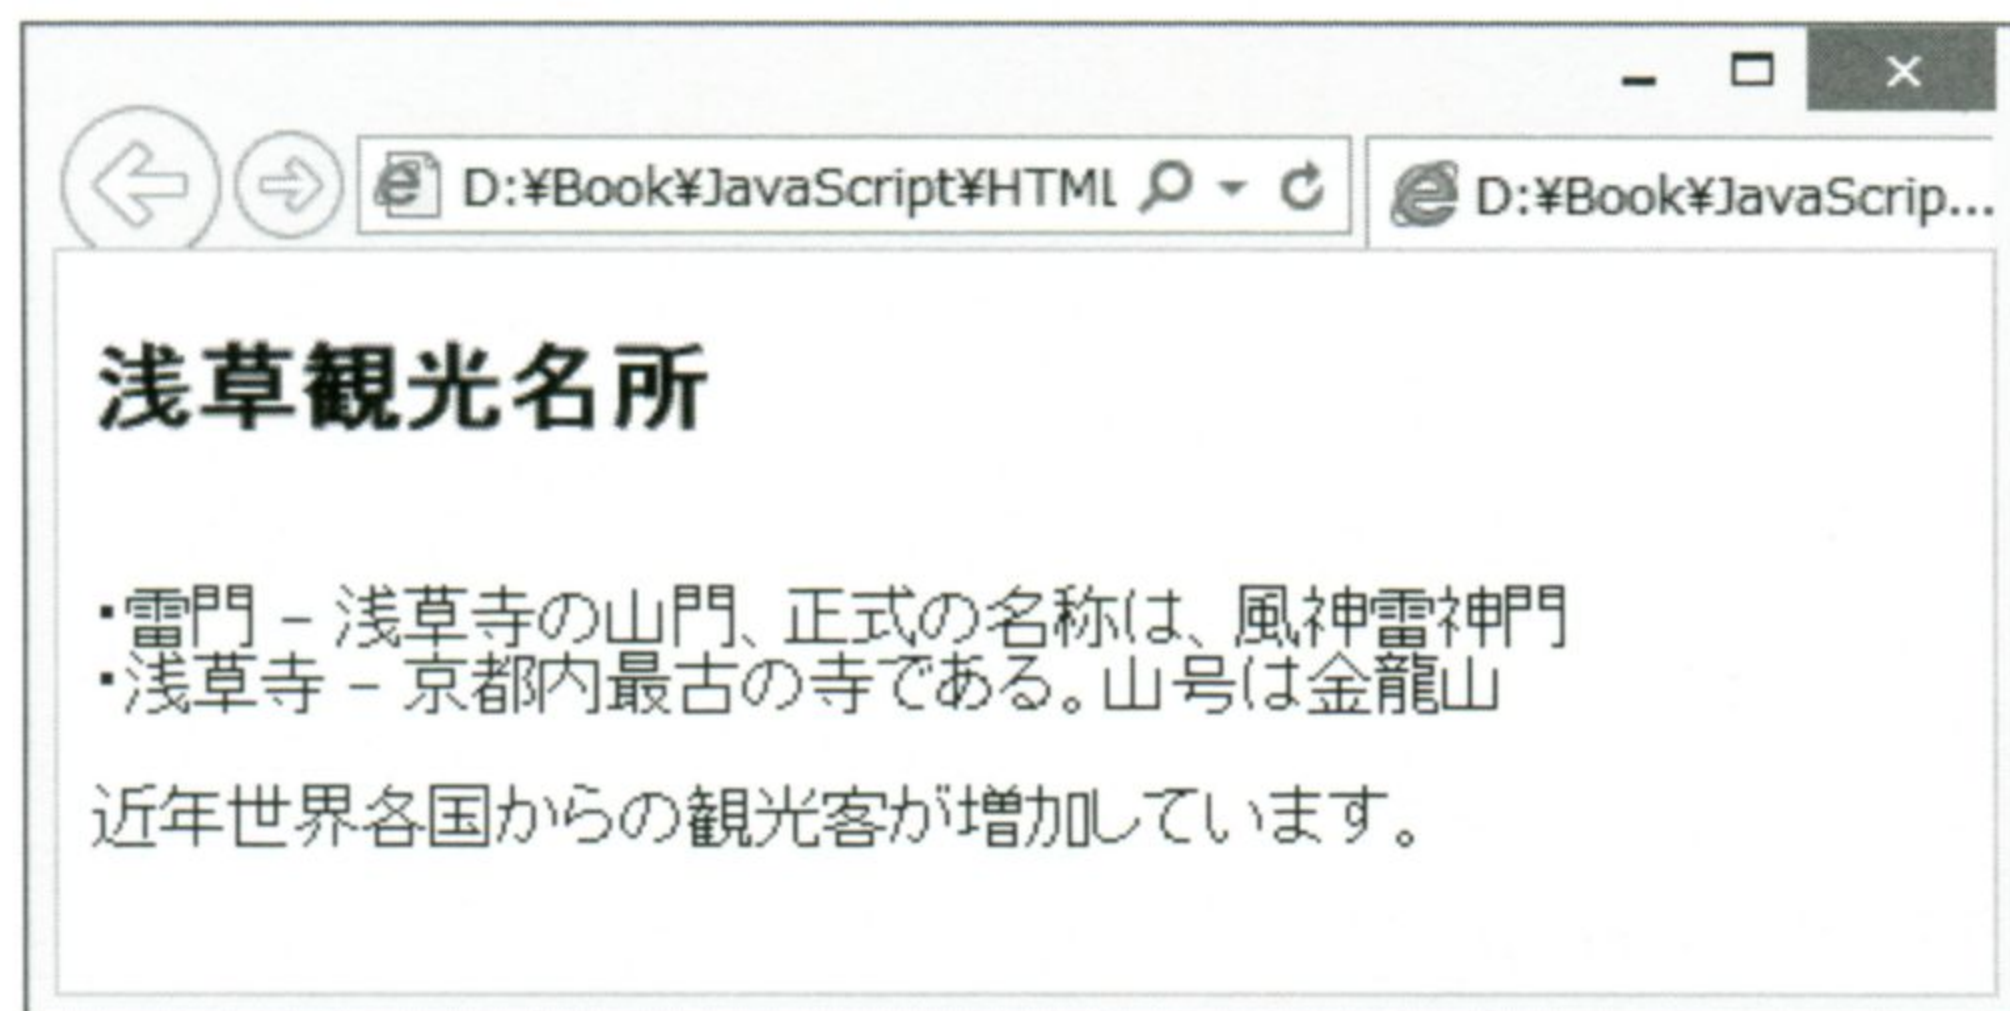 D:¥Book¥JavaScript¥HTML
D:¥Book¥JavaScrip...
浅草観光名所
・雷門 – 浅草寺の山門、正式の名称は、風神雷神門
・浅草寺 – 京都内最古の寺である。山号は金龍山
近年世界各国からの観光客が増加しています。